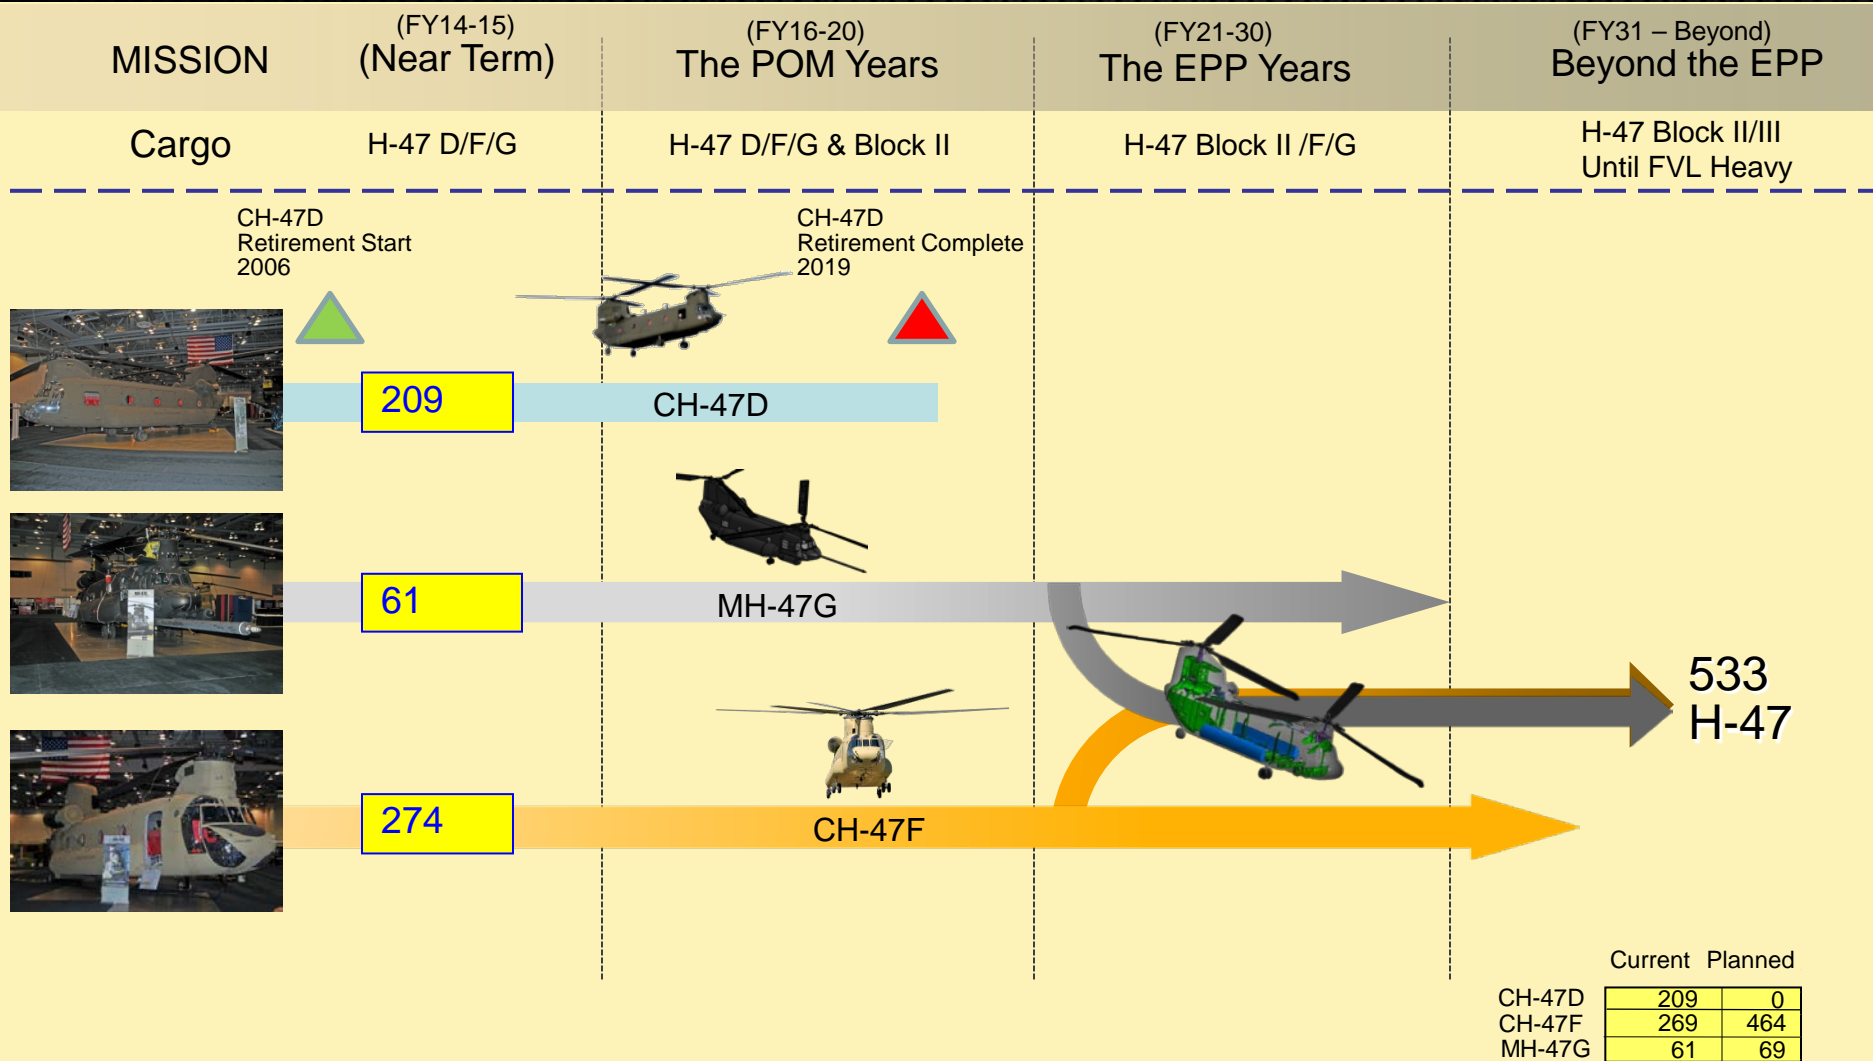 MISSION
(FY14-15)
(Near Term)
(FY16-20)
The POM Years
(FY21-30)
The EPP Years
(FY31 – Beyond)
Beyond the EPP
Cargo
H-47 D/F/G
H-47 D/F/G & Block II
H-47 Block II /F/G
H-47 Block II/III
Until FVL Heavy
CH-47D
Retirement Start
2006
CH-47D
Retirement Complete
2019
209
CH-47D
61
MH-47G
533
H-47
274
CH-47F
Current Planned
CH-47D 209 0
CH-47F 269 464
MH-47G 61 69